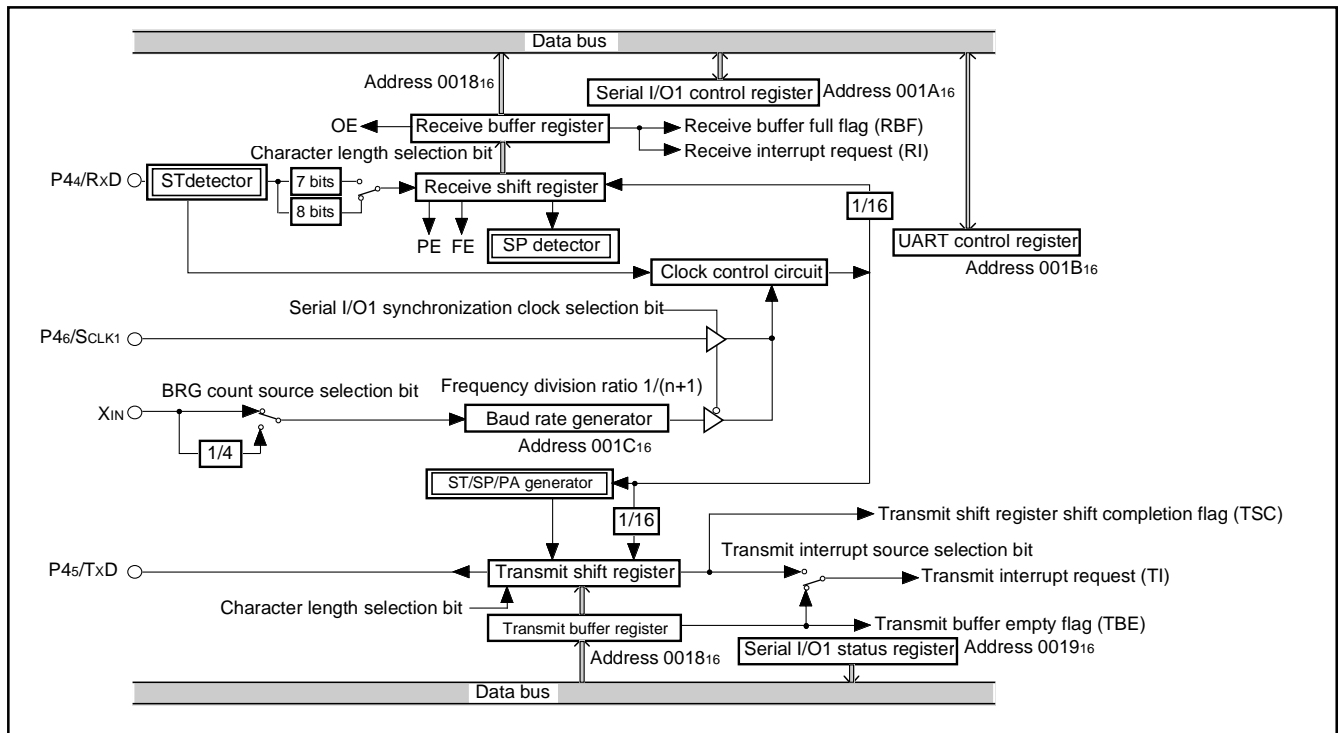 Data bus
Address 0018₁₆
Serial I/O1 control register
Address 001A₁₆
OE
Receive buffer register
Receive buffer full flag (RBF)
Receive interrupt request (RI)
Character length selection bit
P4₄/RxD
STdetector
7 bits
8 bits
Receive shift register
1/16
PE
FE
SP detector
UART control register
Address 001B₁₆
Clock control circuit
Serial I/O1 synchronization clock selection bit
P4₆/SCLK1
BRG count source selection bit
Frequency division ratio 1/(n+1)
XIN
Baud rate generator
1/4
Address 001C₁₆
ST/SP/PA generator
1/16
Transmit shift register shift completion flag (TSC)
Transmit interrupt source selection bit
P4₅/TxD
Transmit shift register
Transmit interrupt request (TI)
Character length selection bit
Transmit buffer register
Transmit buffer empty flag (TBE)
Address 0018₁₆
Serial I/O1 status register
Address 0019₁₆
Data bus